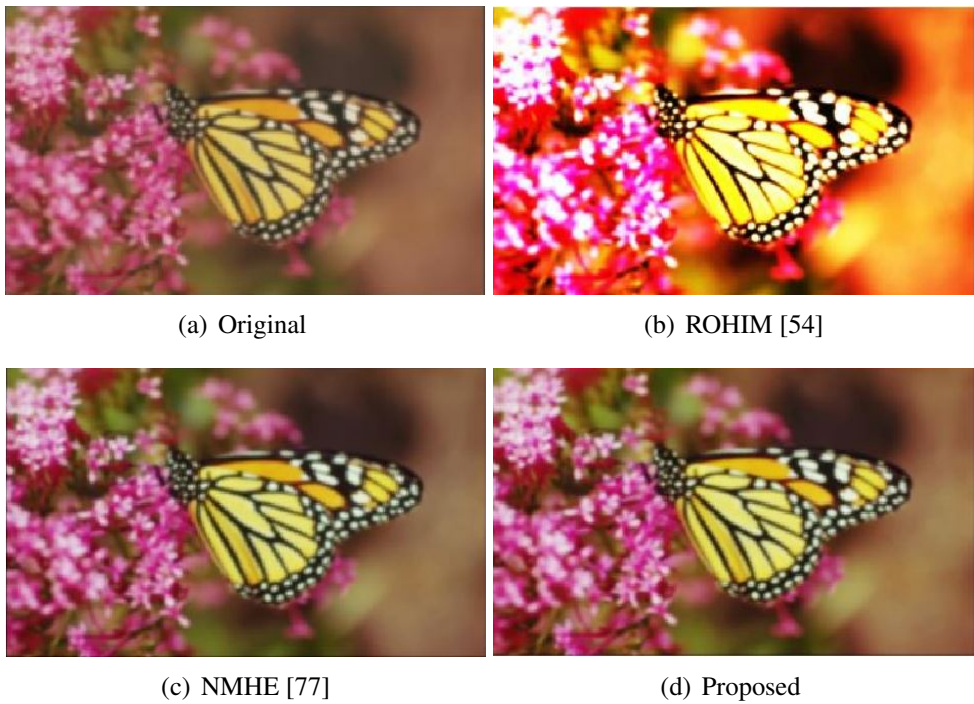 (a) Original
(b) ROHIM [54]
(c) NMHE [77]
(d) Proposed